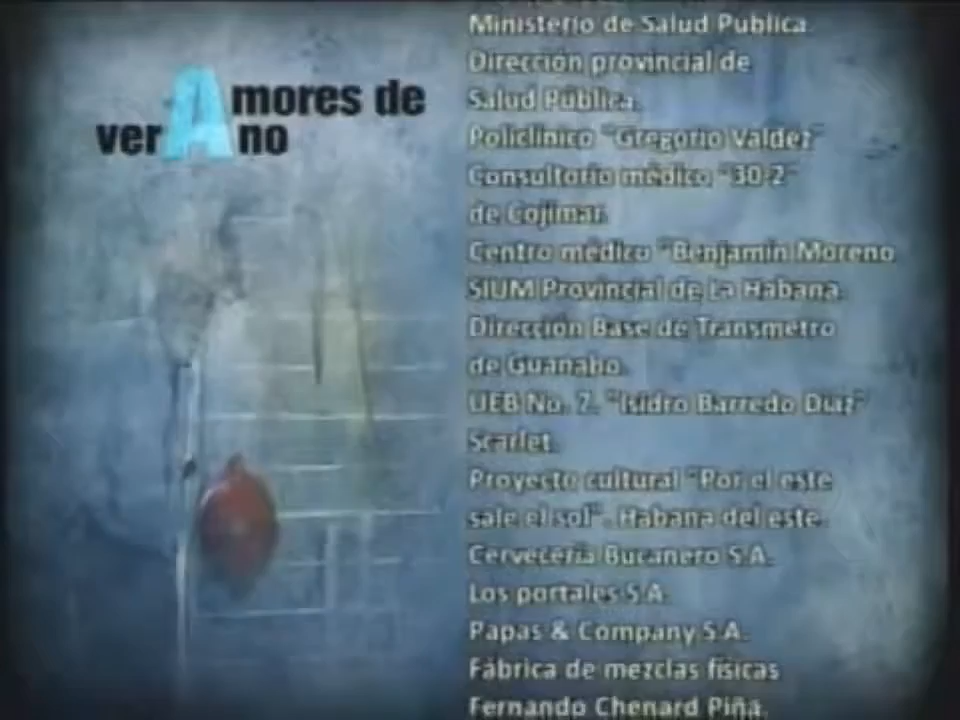 Amores de
verAno
Ministerio de Salud Publica.
Dirección provincial de
Salud Pública.
Policlínico "Gregorio Valdez"
Consultorio médico "30-2"
de Cojimar.
Centro médico "Benjamín Moreno
SIUM Provincial de La Habana.
Dirección Base de Transmetro
de Guanabo.
UEB No. 7. "Isidro Barredo Diaz"
Scarlet.
Proyecto cultural "Por el este
sale el sol". Habana del este.
Cervecería Bucanero S.A.
Los portales S.A.
Papas & Company S.A.
Fábrica de mezclas físicas
Fernando Chenard Piña.